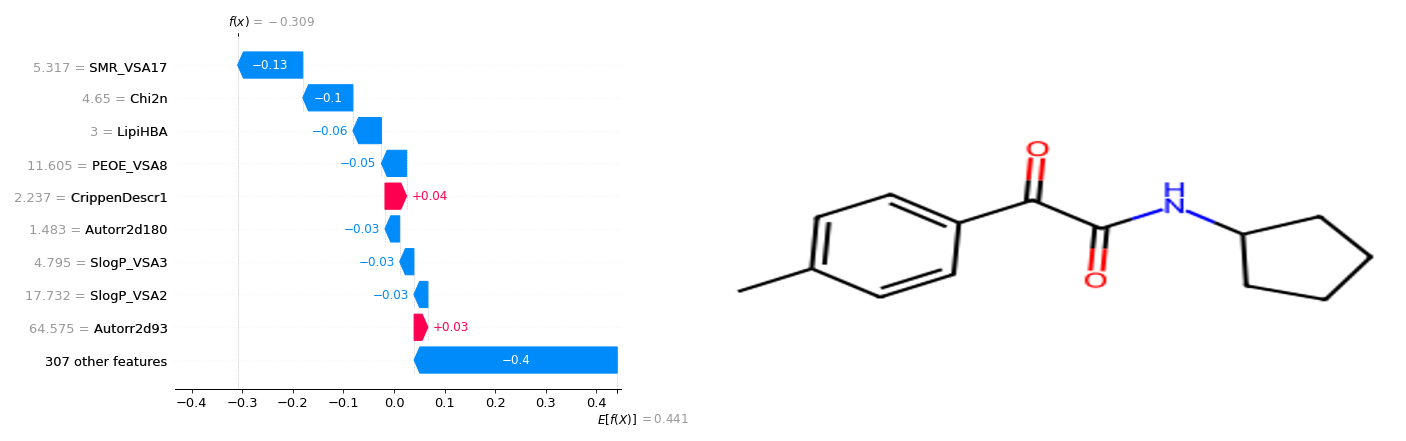 f(x) = −0.309
5.317 = SMR_VSA17
−0.13
4.65 = Chi2n
−0.1
3 = LipiHBA
−0.06
11.605 = PEOE_VSA8
−0.05
2.237 = CrippenDescr1
+0.04
1.483 = Autorr2d180
−0.03
4.795 = SlogP_VSA3
−0.03
17.732 = SlogP_VSA2
−0.03
64.575 = Autorr2d93
+0.03
307 other features
−0.4
−0.4 −0.3 −0.2 −0.1 0.0 0.1 0.2 0.3 0.4
E[f(X)] = 0.441
O
H
N
O